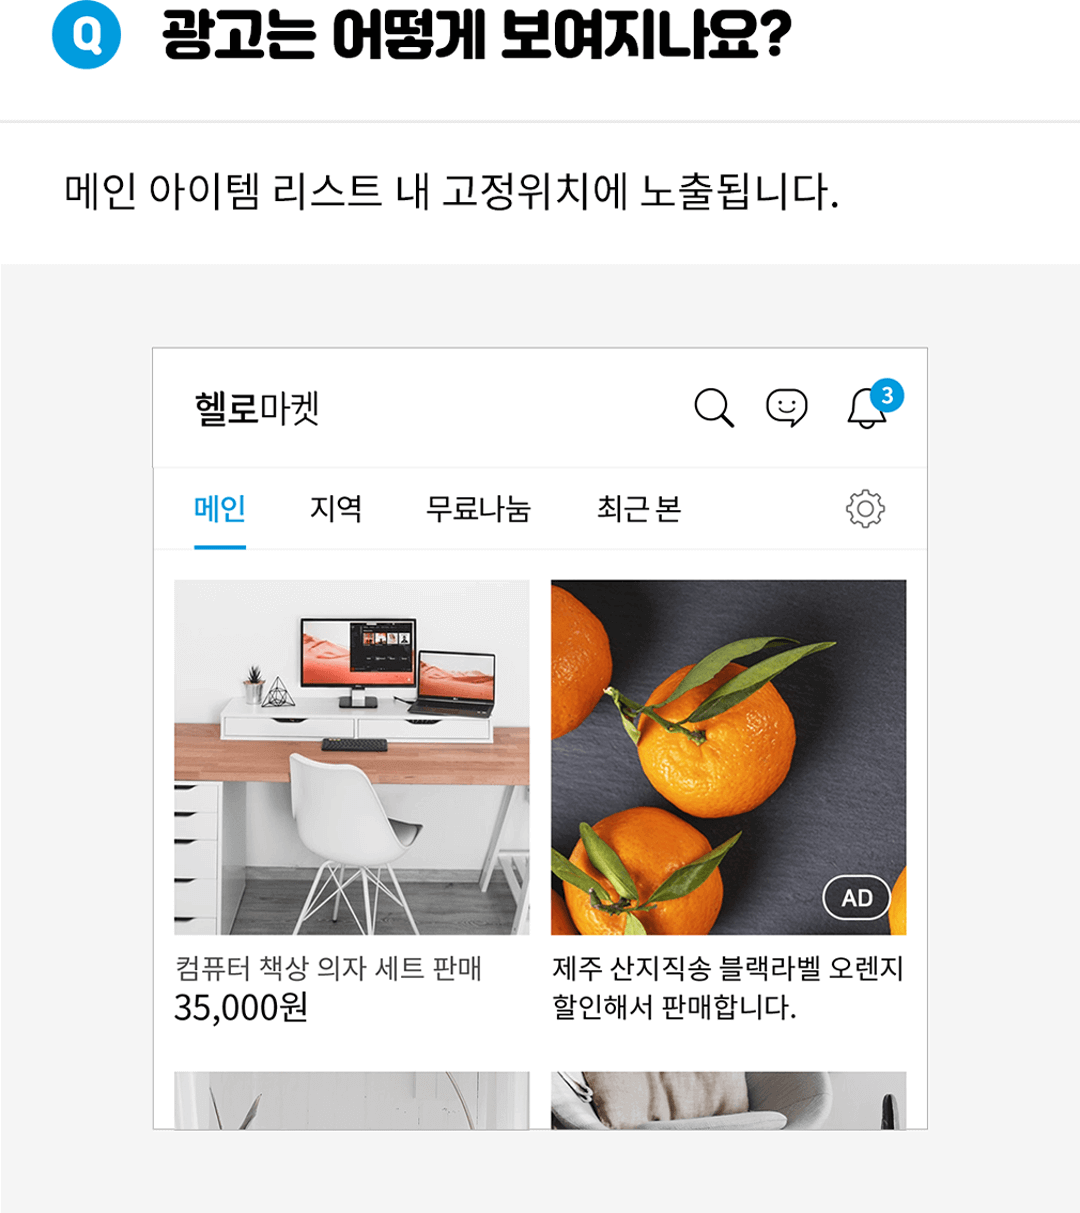 Q 광고는 어떻게 보여지나요?
메인 아이템 리스트 내 고정위치에 노출됩니다.
헬로마켓
3
메인 지역 무료나눔 최근 본
AD
컴퓨터 책상 의자 세트 판매
35,000원
제주 산지직송 블랙라벨 오렌지
할인해서 판매합니다.